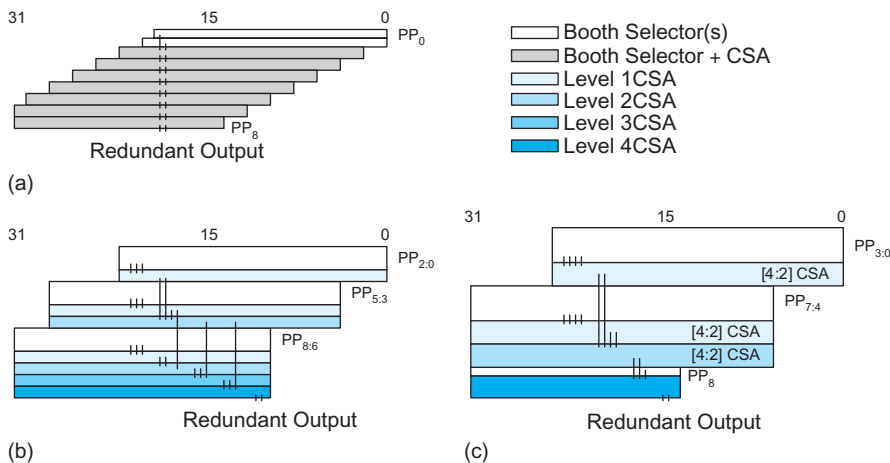 31 15 0
PP0
PP8
Redundant Output
(a)
Booth Selector(s)
Booth Selector + CSA
Level 1CSA
Level 2CSA
Level 3CSA
Level 4CSA
31 15 0
PP2:0
PP5:3
PP8:6
Redundant Output
(b)
31 15 0
PP3:0
[4:2] CSA
PP7:4
[4:2] CSA
[4:2] CSA
PP8
Redundant Output
(c)